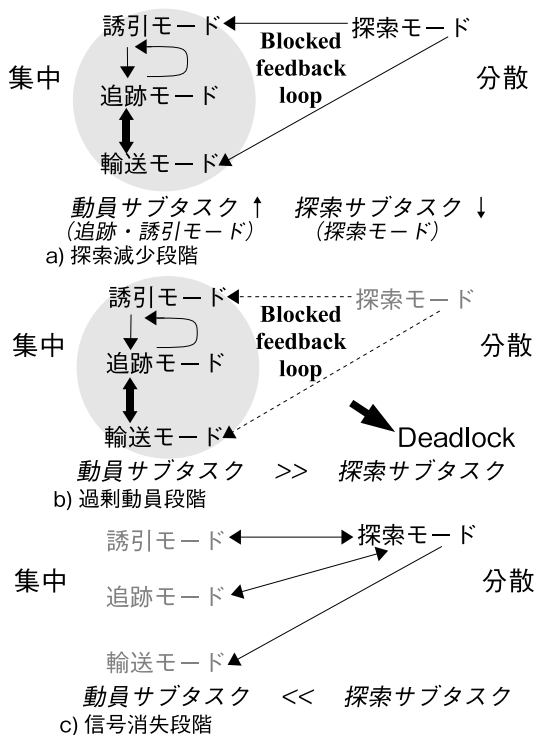 誘引モード
探索モード
Blocked
feedback
loop
集中
分散
追跡モード
輸送モード
動員サブタスク ↑ 探索サブタスク ↓
(追跡・誘引モード) (探索モード)
a) 探索減少段階
誘引モード
探索モード
Blocked
feedback
loop
集中
分散
追跡モード
輸送モード
Deadlock
動員サブタスク >> 探索サブタスク
b) 過剰動員段階
誘引モード
探索モード
集中
分散
追跡モード
輸送モード
動員サブタスク << 探索サブタスク
c) 信号消失段階